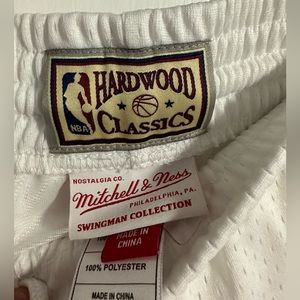 HARDWOOD
NBA
CLASSICS
NOSTALGIA CO.
Mitchell & Ness
PHILADELPHIA, PA.
SWINGMAN COLLECTION
MADE IN
CHINA
100% POLYESTER
MADE IN CHINA